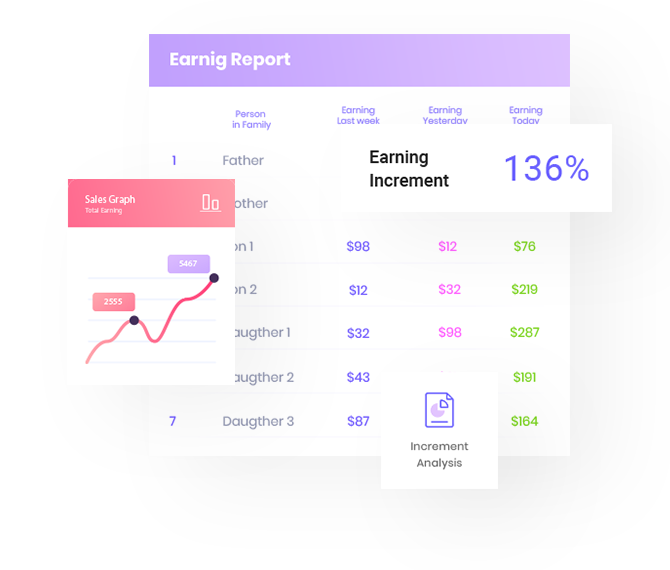 Earnig Report
Person
in Family
Earning
Last week
Earning
Yesterday
Earning
Today
1
Father
Earning
Increment
136%
Sales Graph
Total Earning
other
on 1
$98
$12
$76
5467
on 2
$12
$32
$219
2555
augther 1
$32
$98
$287
augther 2
$43
$191
7
Daugther 3
$87
$164
Increment
Analysis